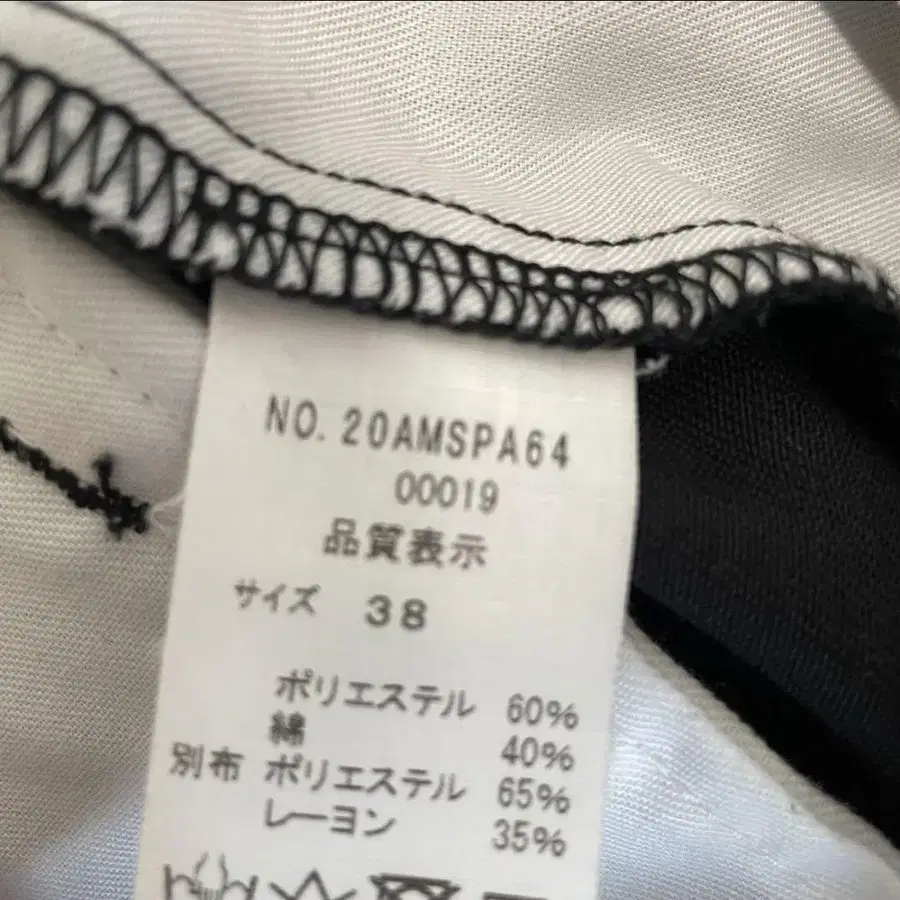 NO. 20AMSPA64
00019
品質表示
サイズ 38
ポリエステル 60%
綿 40%
別布 ポリエステル 65%
レーヨン 35%